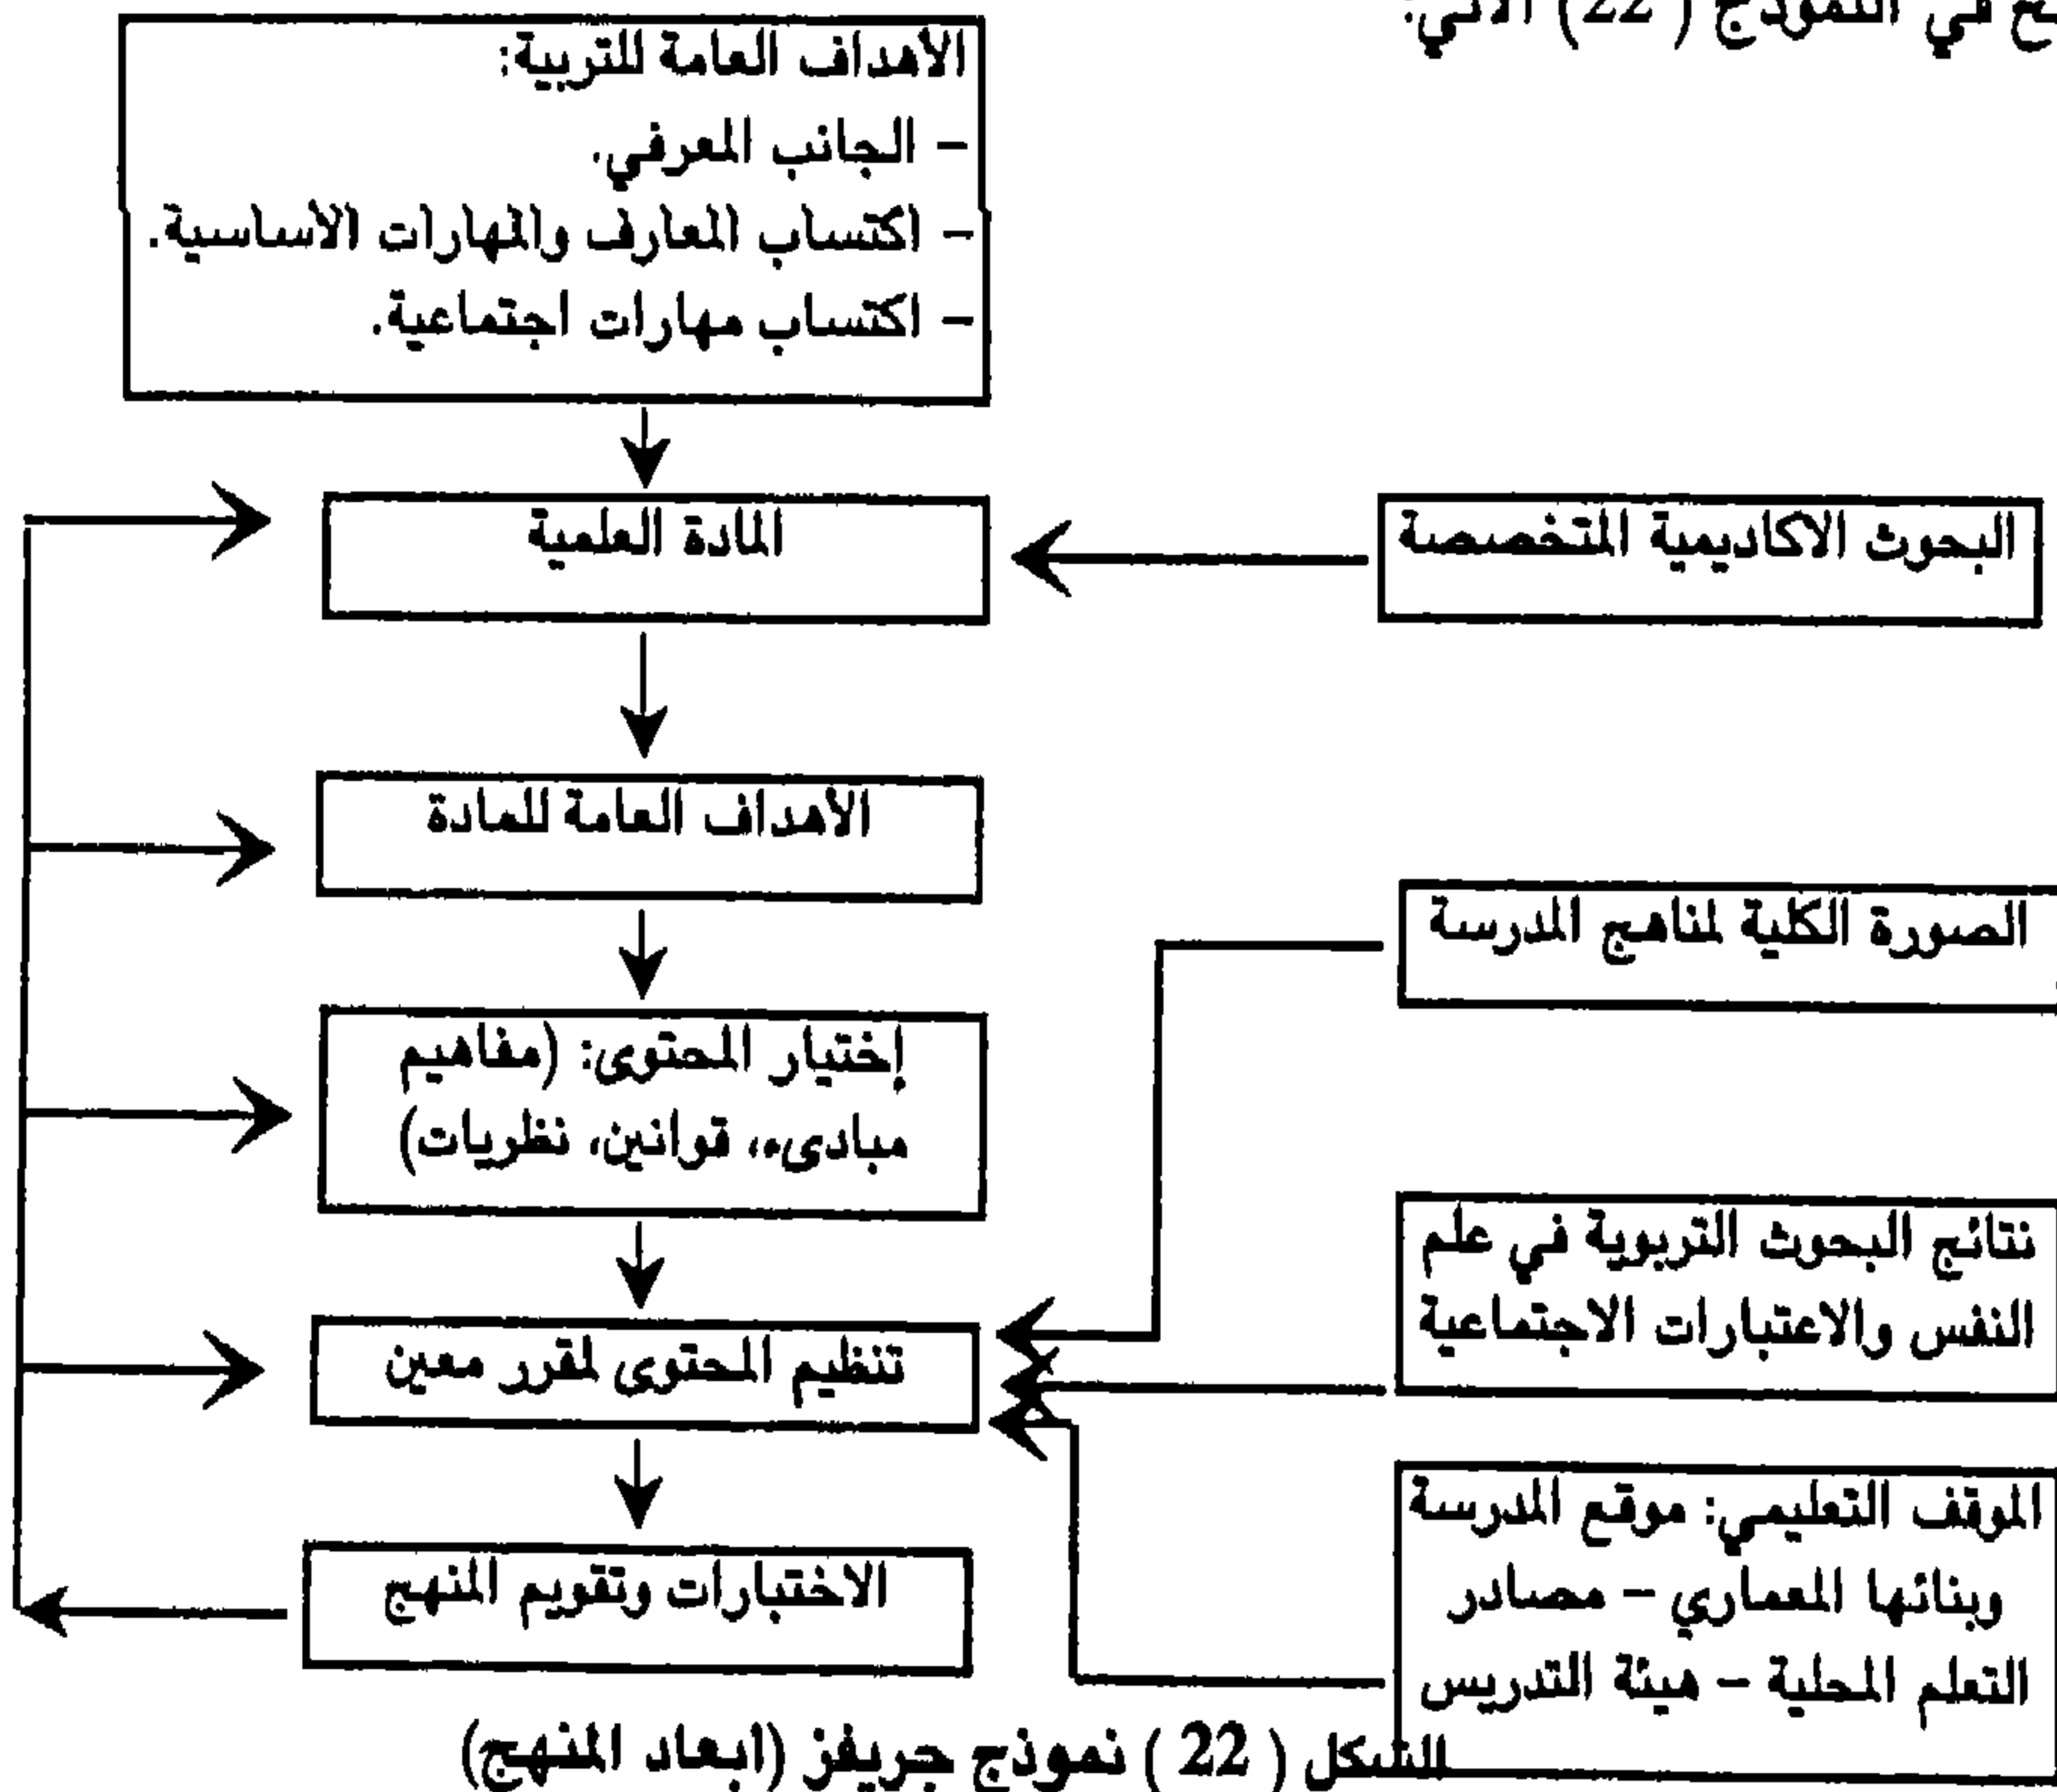 في النموذج ( 22 ) الآتي:
الأهداف العامة للتربية:
– الجانب المعرفي.
– اكتساب المعارف والمهارات الأساسية.
– اكتساب مهارات اجتماعية.
المادة العلمية
البحوث الاكاديمية المتخصصة
الأهداف العامة للمادة
الصورة الكلية لمناهج المدرسة
إختيار المحتوى: (مفاهيم
مبادىء، قوانين، نظريات)
نتائج البحوث التربوية في علم
النفس والاعتبارات الاجتماعية
تنظيم المحتوى لمقرر معين
الموقف التعليمي: موقع المدرسة
وبنائها المعماري – مصادر
التعلم المحلية – هيئة التدريس
الاختبارات وتقويم المنهج
الشكل ( 22 ) نموذج جريفز (ابعاد المنهج)